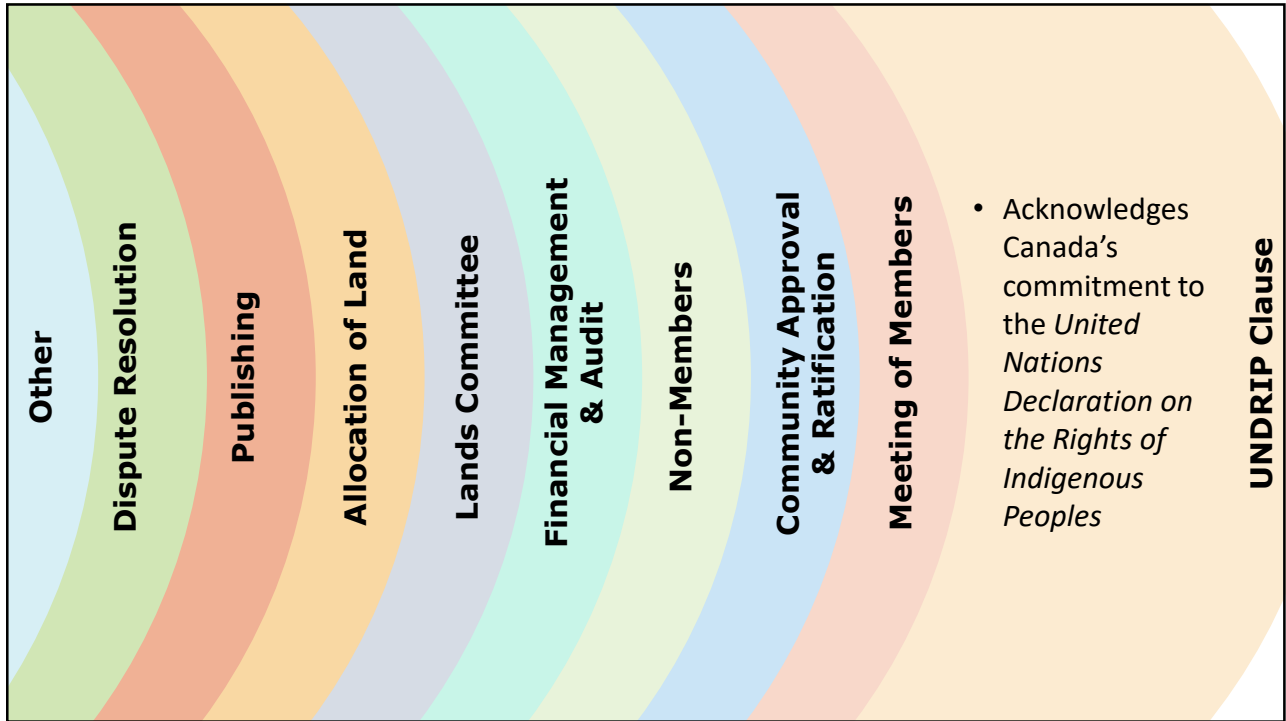 Other
Dispute Resolution
Publishing
Allocation of Land
Lands Committee
Financial Management
& Audit
Non-Members
Community Approval
& Ratification
Meeting of Members
• Acknowledges
Canada’s
commitment to
the United
Nations
Declaration on
the Rights of
Indigenous
Peoples
UNDRIP Clause